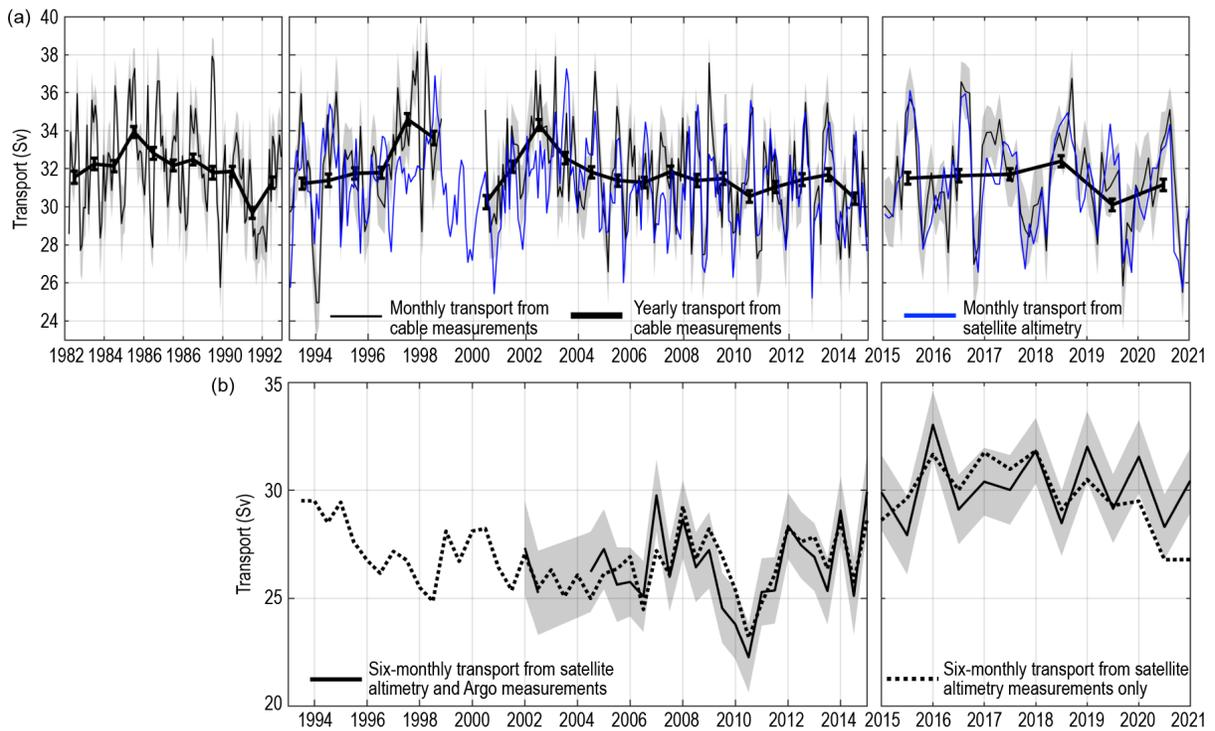 (a)
40
38
36
34
32
30
28
26
24
Transport (Sv)
Monthly transport from
cable measurements
Yearly transport from
cable measurements
Monthly transport from
satellite altimetry
1982 1984 1986 1986 1990 1992 1994 1996 1998 2000 2002 2004 2006 2008 2010 2012 2014 2015 2016 2017 2018 2019 2020 2021
(b)
35
30
25
20
Transport (Sv)
Six-monthly transport from satellite
altimetry and Argo measurements
Six-monthly transport from satellite
altimetry measurements only
1994 1996 1998 2000 2002 2004 2006 2008 2010 2012 2014 2015 2016 2017 2018 2019 2020 2021